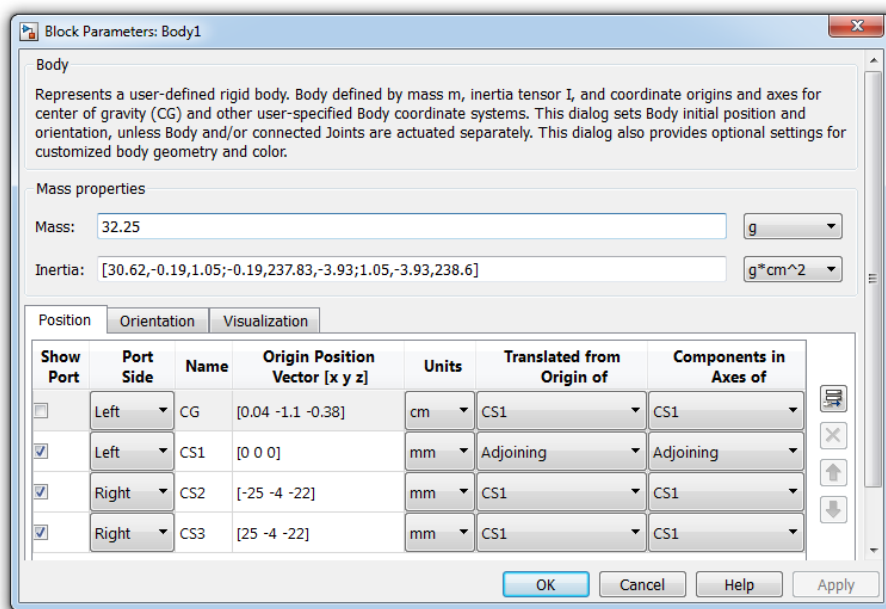 Block Parameters: Body1
Body
Represents a user-defined rigid body. Body defined by mass m, inertia tensor I, and coordinate origins and axes for
center of gravity (CG) and other user-specified Body coordinate systems. This dialog sets Body initial position and
orientation, unless Body and/or connected Joints are actuated separately. This dialog also provides optional settings for
customized body geometry and color.
Mass properties
Mass: 32.25 g
Inertia: [30.62,-0.19,1.05;-0.19,237.83,-3.93;1.05,-3.93,238.6] g*cm^2
Position Orientation Visualization
Show Port Origin Position Translated from Components in
Port Side Name Vector [x y z] Units Origin of Axes of
Left CG [0.04 -1.1 -0.38] cm CS1 CS1
Left CS1 [0 0 0] mm Adjoining Adjoining
Right CS2 [-25 -4 -22] mm CS1 CS1
Right CS3 [25 -4 -22] mm CS1 CS1
OK Cancel Help Apply